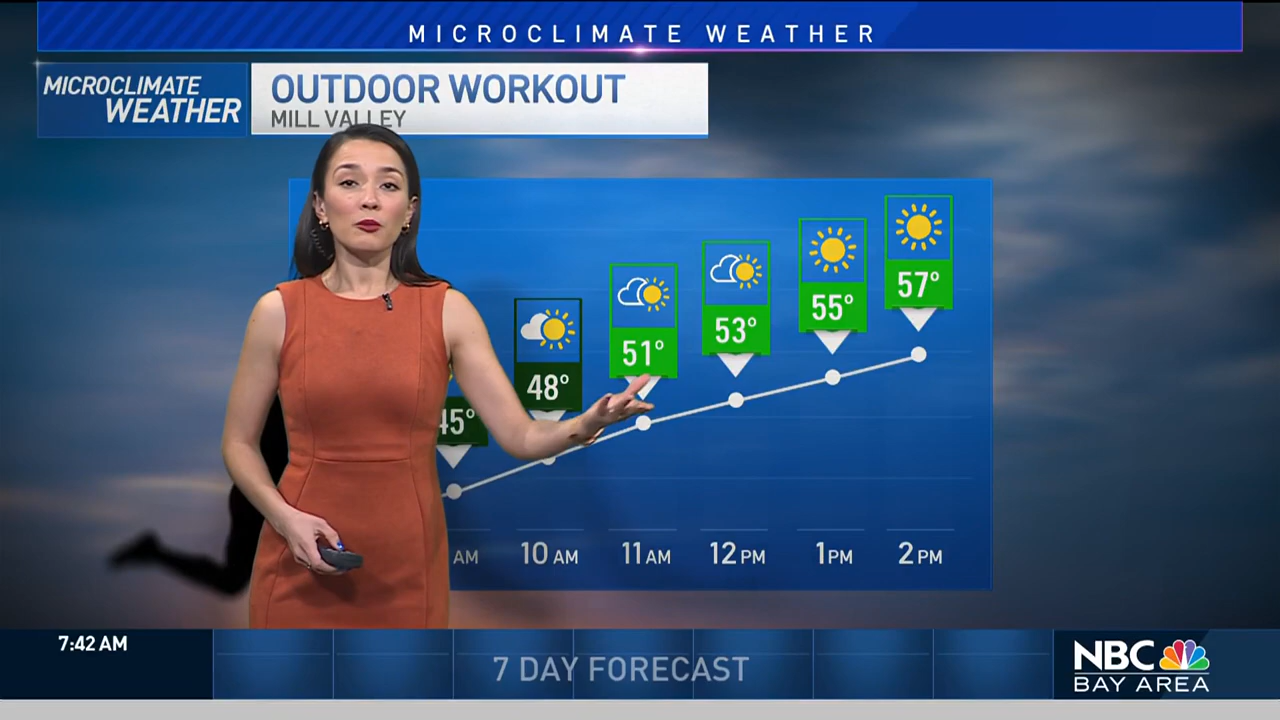 MICROCLIMATE WEATHER
MICROCLIMATE
WEATHER
OUTDOOR WORKOUT
MILL VALLEY
57°
55°
53°
51°
48°
45°
AM
10 AM
11 AM
12 PM
1 PM
2 PM
7:42 AM
7 DAY FORECAST
NBC
BAY AREA